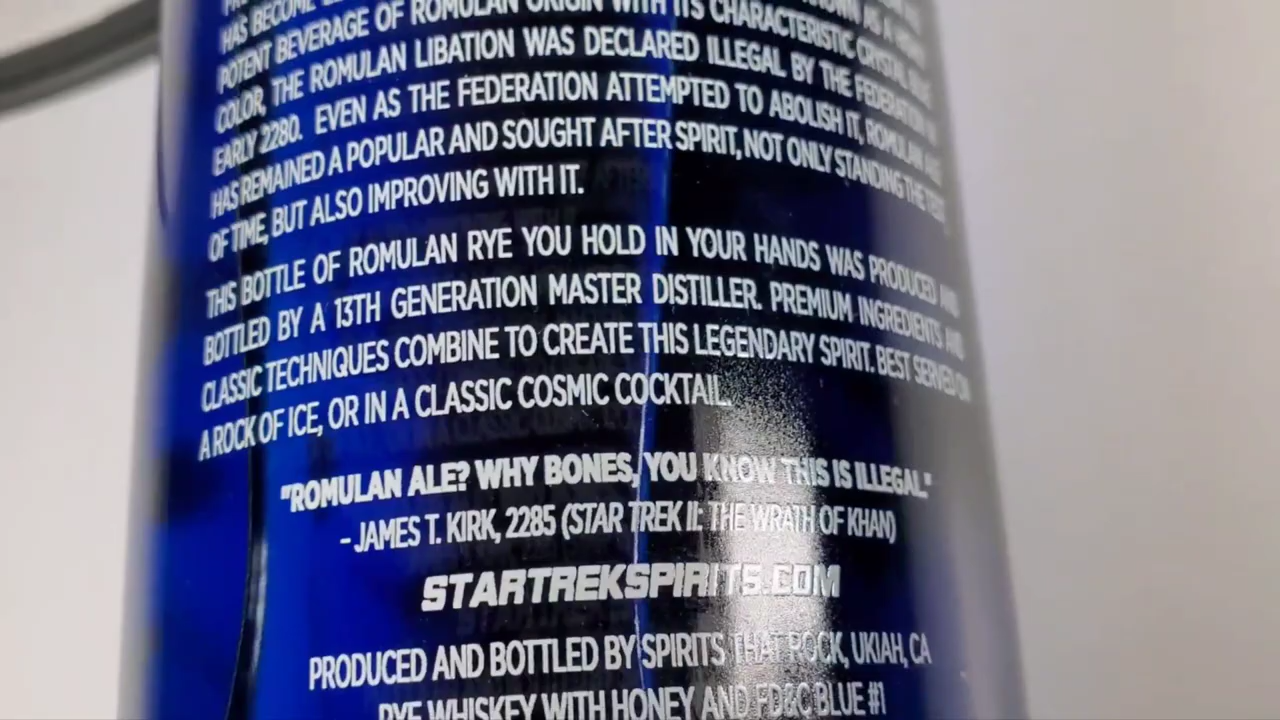 HAS BECOME
POTENT BEVERAGE OF ROMULAN ORIGIN WITH ITS CHARACTERISTIC CRYSTAL BLUE
COLOR, THE ROMULAN LIBATION WAS DECLARED ILLEGAL BY THE FEDERATION IN
EARLY 2280. EVEN AS THE FEDERATION ATTEMPTED TO ABOLISH IT, ROMULAN ALE
HAS REMAINED A POPULAR AND SOUGHT AFTER SPIRIT, NOT ONLY STANDING THE TEST
OF TIME, BUT ALSO IMPROVING WITH IT.
THIS BOTTLE OF ROMULAN RYE YOU HOLD IN YOUR HANDS WAS PRODUCED AND
BOTTLED BY A 13TH GENERATION MASTER DISTILLER. PREMIUM INGREDIENTS AND
CLASSIC TECHNIQUES COMBINE TO CREATE THIS LEGENDARY SPIRIT. BEST SERVED ON
A ROCK OF ICE, OR IN A CLASSIC COSMIC COCKTAIL.
"ROMULAN ALE? WHY BONES, YOU KNOW THIS IS ILLEGAL."
- JAMES T. KIRK, 2285 (STAR TREK II: THE WRATH OF KHAN)
STARTREKSPIRITS.COM
PRODUCED AND BOTTLED BY SPIRITS THAT ROCK, UKIAH, CA
RYE WHISKEY WITH HONEY AND FD&C BLUE #1